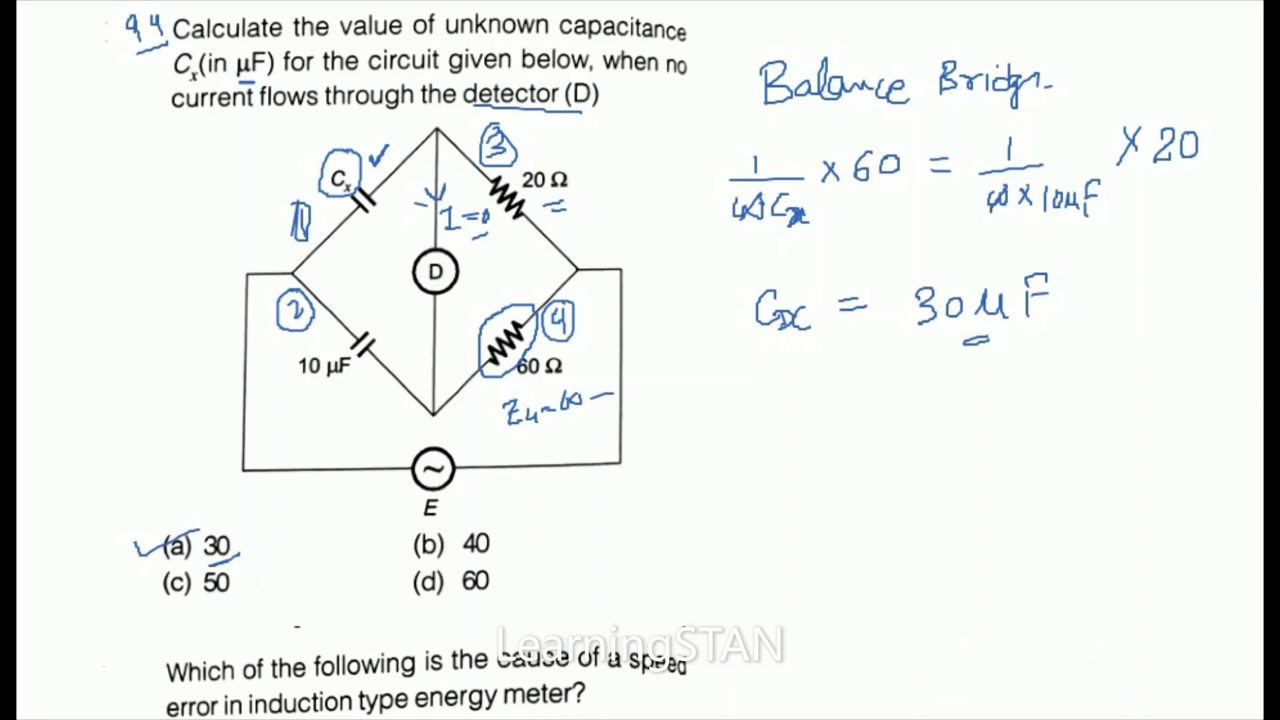 94 Calculate the value of unknown capacitance
Cx(in μF) for the circuit given below, when no
current flows through the detector (D)
Balance Bridge.
1/ωCx × 60 = 1/ω × 10μF × 20
Cx = 30μF
Cx
1
3
20 Ω
I=0
D
2
4
10 μF
60 Ω
Z4=60
~
E
(a) 30
(b) 40
(c) 50
(d) 60
LearningSTAN
Which of the following is the cause of a speed
error in induction type energy meter?